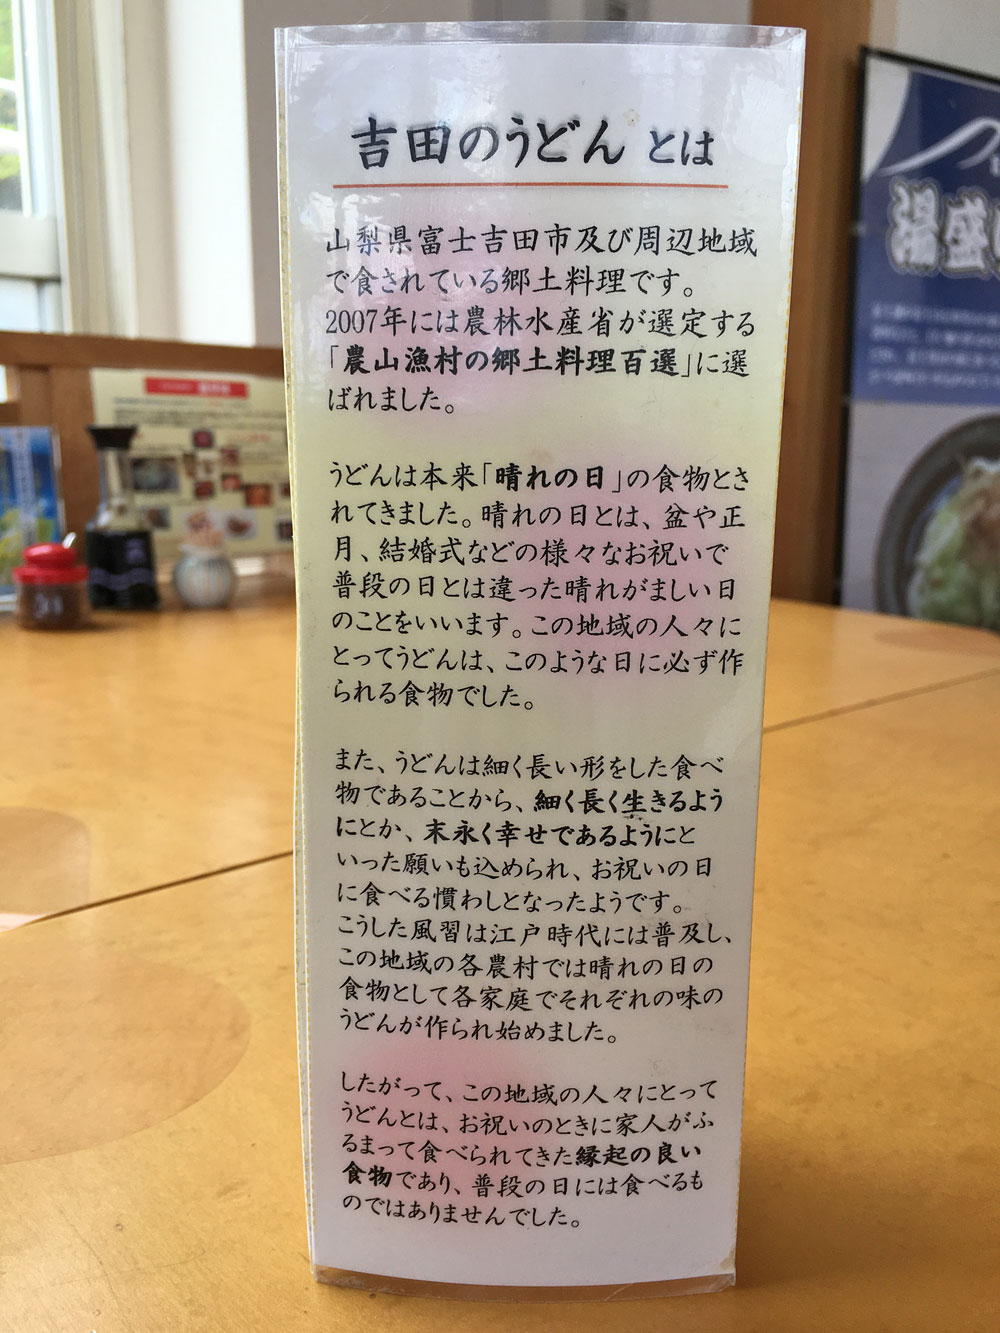 吉田のうどん とは
山梨県富士吉田市及び周辺地域
で食されている郷土料理です。
2007年には農林水産省が選定する
「農山漁村の郷土料理百選」に選
ばれました。
うどんは本来「晴れの日」の食物とさ
れてきました。晴れの日とは、盆や正
月、結婚式などの様々なお祝いで
普段の日とは違った晴れがましい日
のことをいいます。この地域の人々に
とってうどんは、このような日に必ず作
られる食物でした。
また、うどんは細く長い形をした食べ
物であることから、細く長く生きるよう
にとか、末永く幸せであるようにと
いった願いも込められ、お祝いの日
に食べる慣わしとなったようです。
こうした風習は江戸時代には普及し、
この地域の各農村では晴れの日の
食物として各家庭でそれぞれの味の
うどんが作られ始めました。
したがって、この地域の人々にとって
うどんとは、お祝いのときに家人がふ
るまって食べられてきた縁起の良い
食物であり、普段の日には食べるも
のではありませんでした。
湯盛